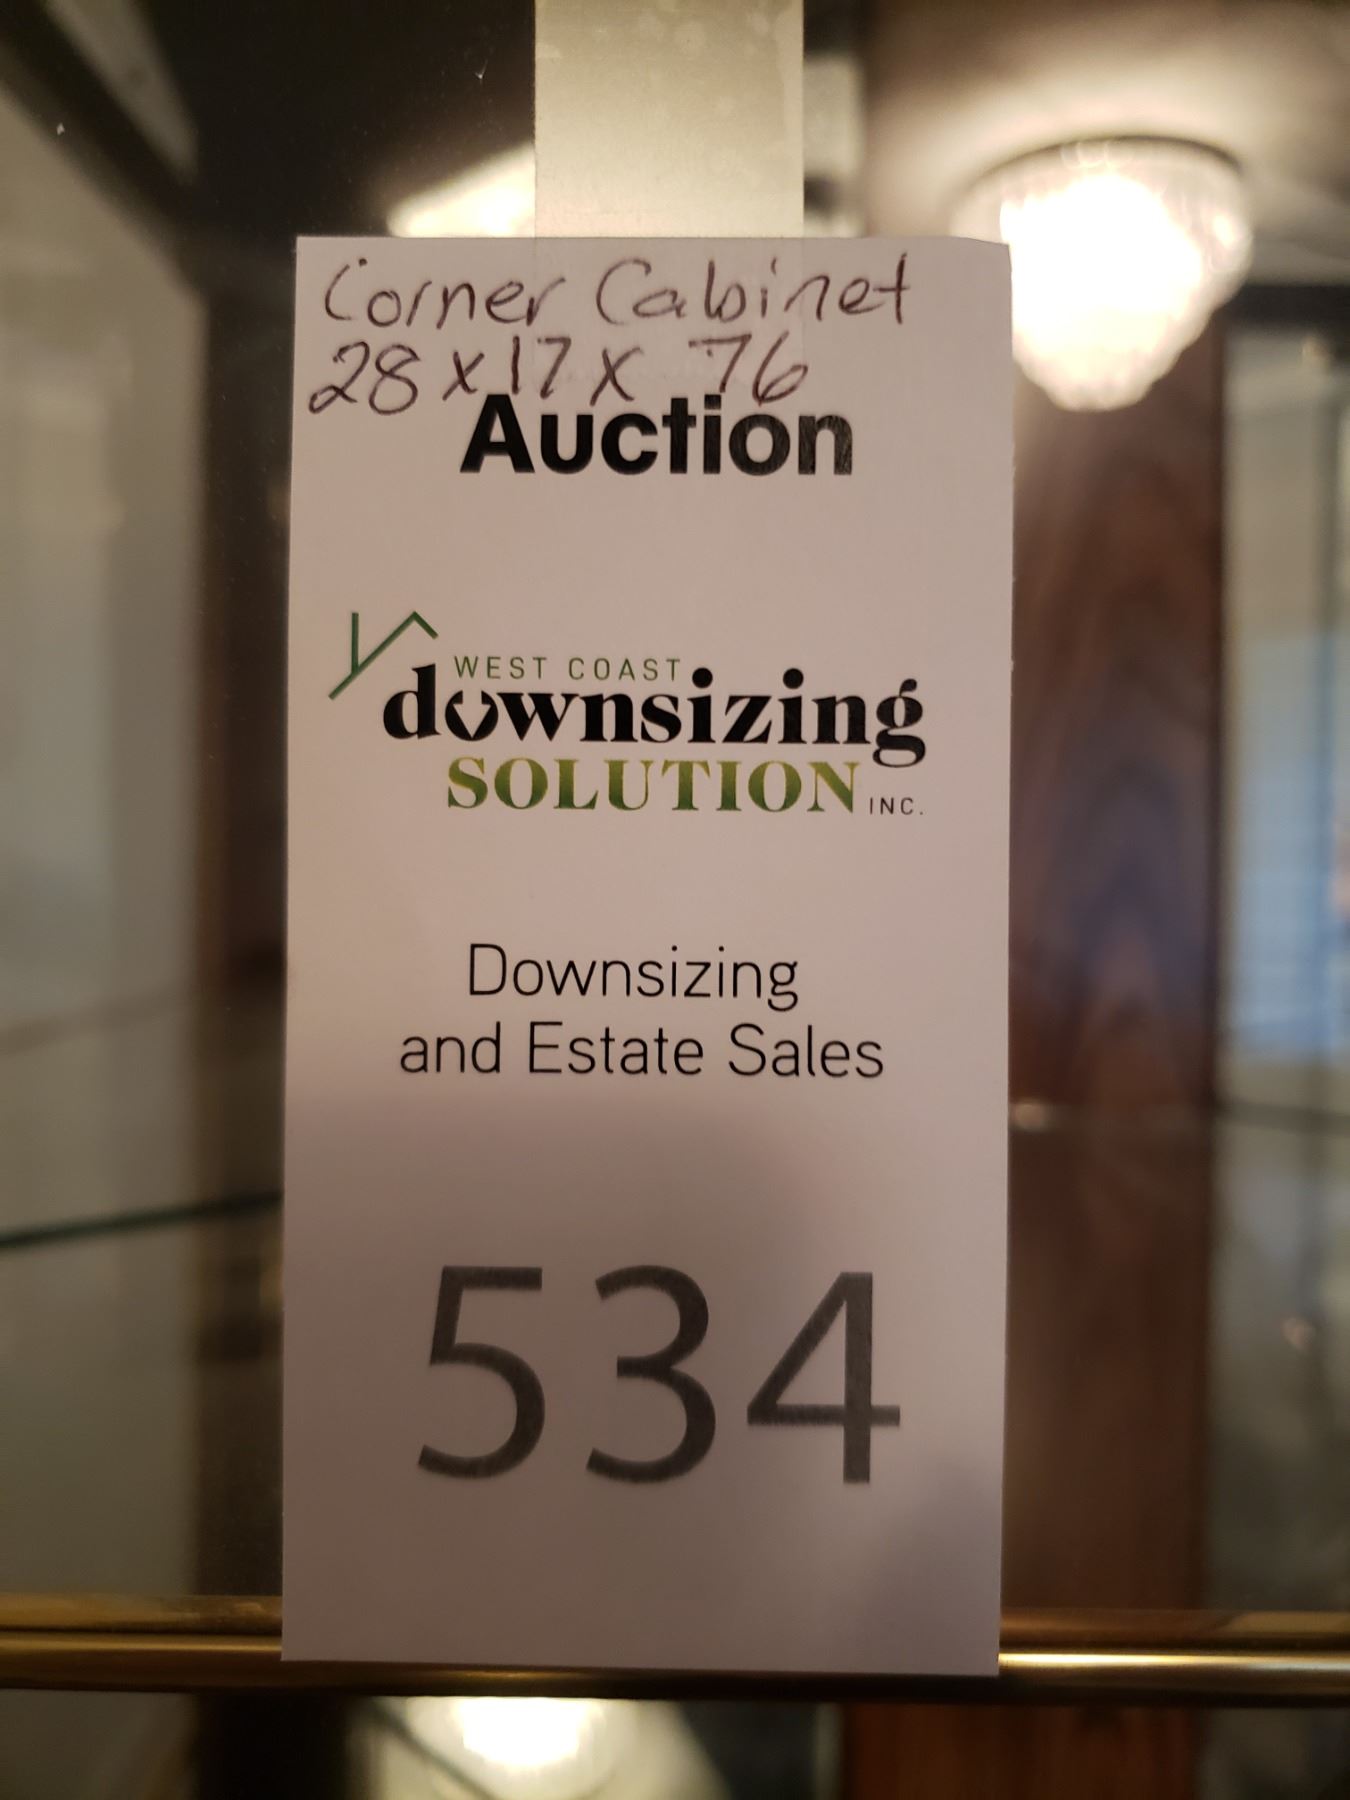 Corner Cabinet
28 x 17 x 76
Auction
WEST COAST
downsizing
SOLUTION INC.
Downsizing
and Estate Sales
534